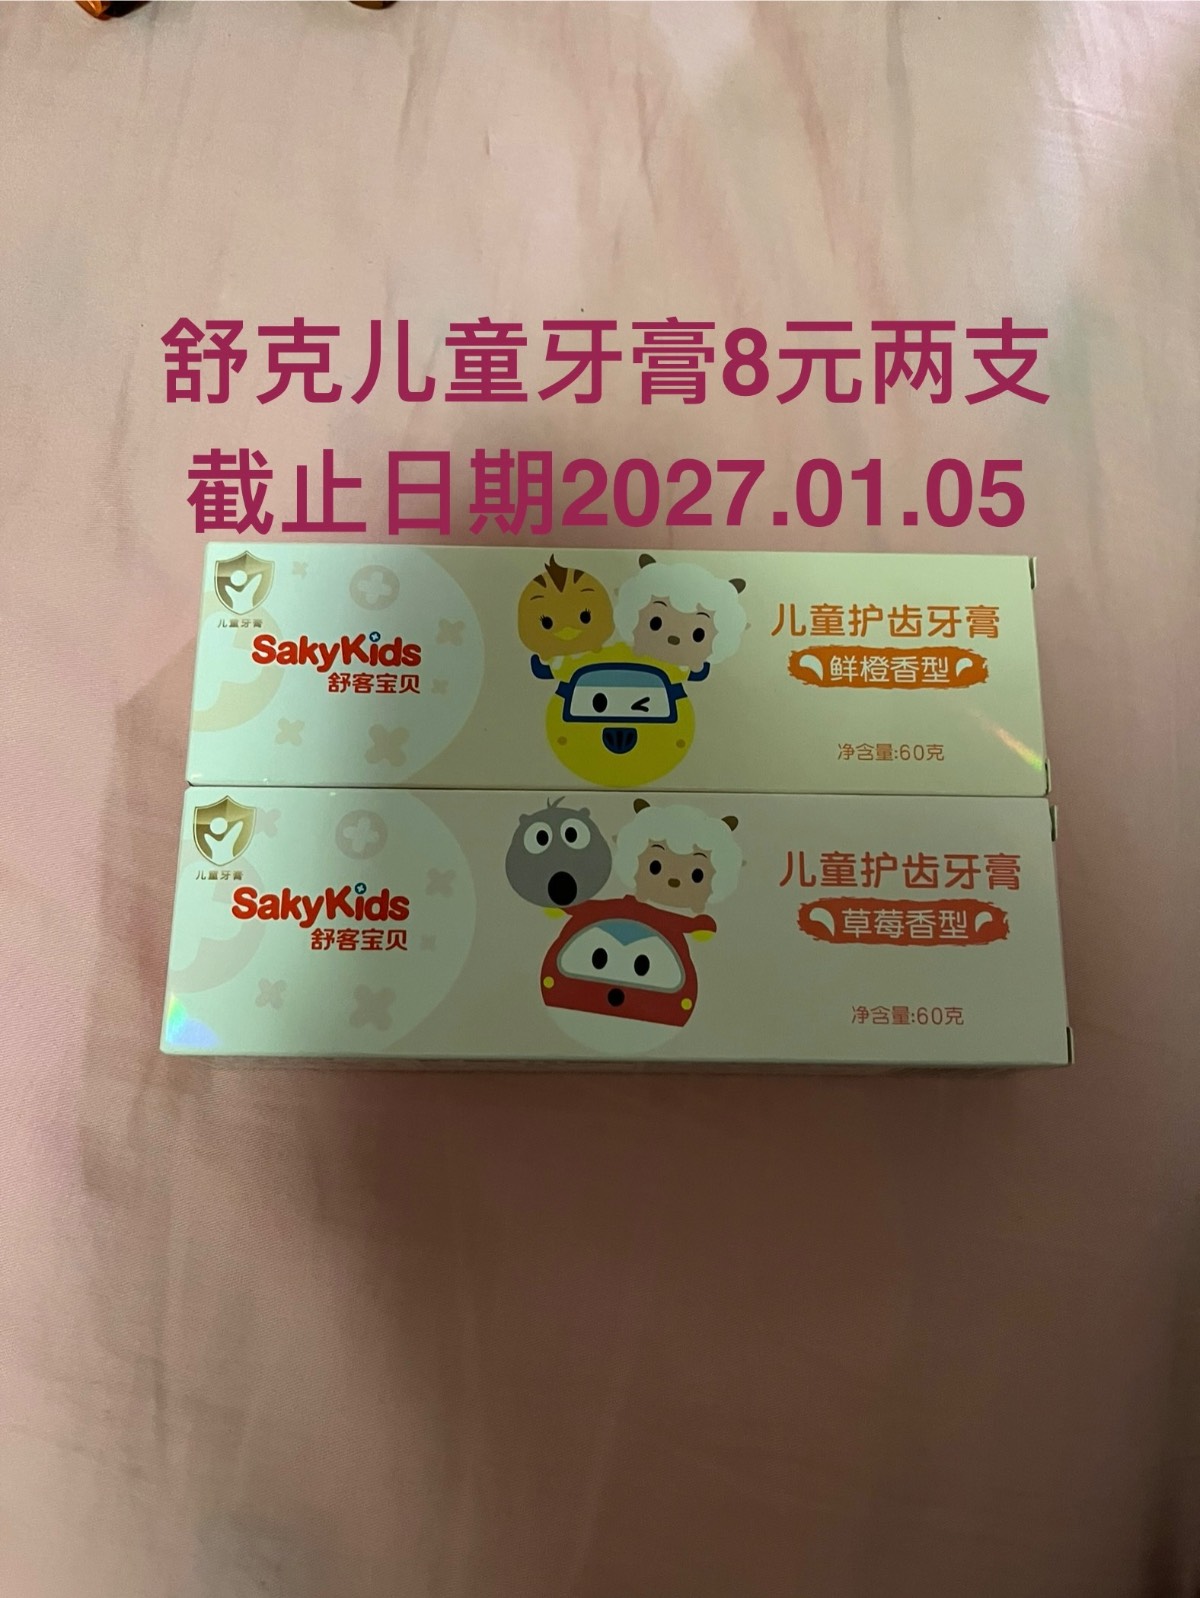 舒克儿童牙膏8元两支
截止日期2027.01.05
儿童牙膏
SakyKids
舒客宝贝
儿童护齿牙膏
鲜橙香型
净含量:60克
儿童牙膏
SakyKids
舒客宝贝
儿童护齿牙膏
草莓香型
净含量:60克